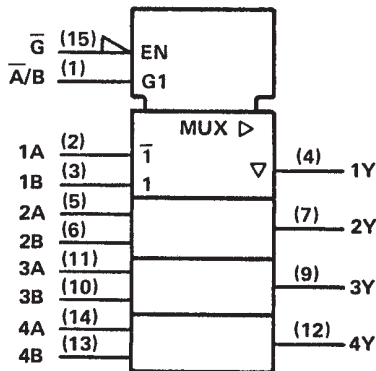 G̅ (15) EN
A̅/B (1) G1
MUX ▷
1A (2) 1̅ (4) 1Y
1B (3) 1 ▽
2A (5) (7) 2Y
2B (6)
3A (11) (9) 3Y
3B (10)
4A (14) (12) 4Y
4B (13)